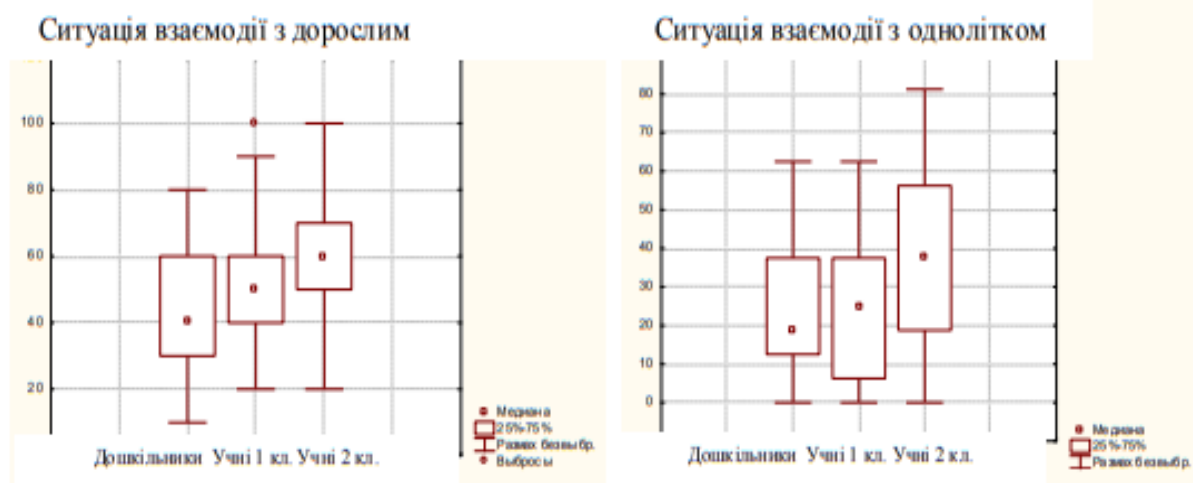 Ситуація взаємодії з дорослим
100
80
60
40
20
Дошкільники Учні 1 кл. Учні 2 кл.
Медиана
25%-75%
Размах без выбр.
Выбросы
Ситуація взаємодії з однолітком
80
70
60
50
40
30
20
10
0
Дошкільники Учні 1 кл. Учні 2 кл.
Медиана
25%-75%
Размах без выбр.